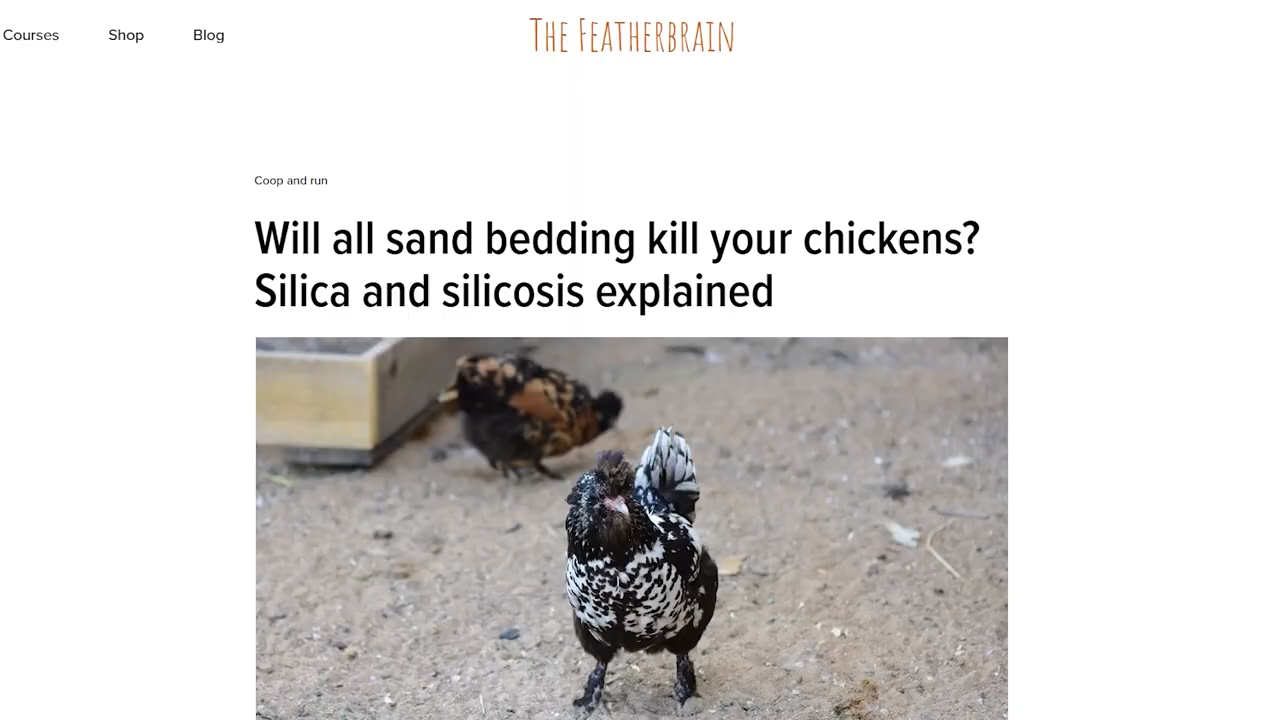 Courses Shop Blog THE FEATHERBRAIN
Coop and run
Will all sand bedding kill your chickens?
Silica and silicosis explained